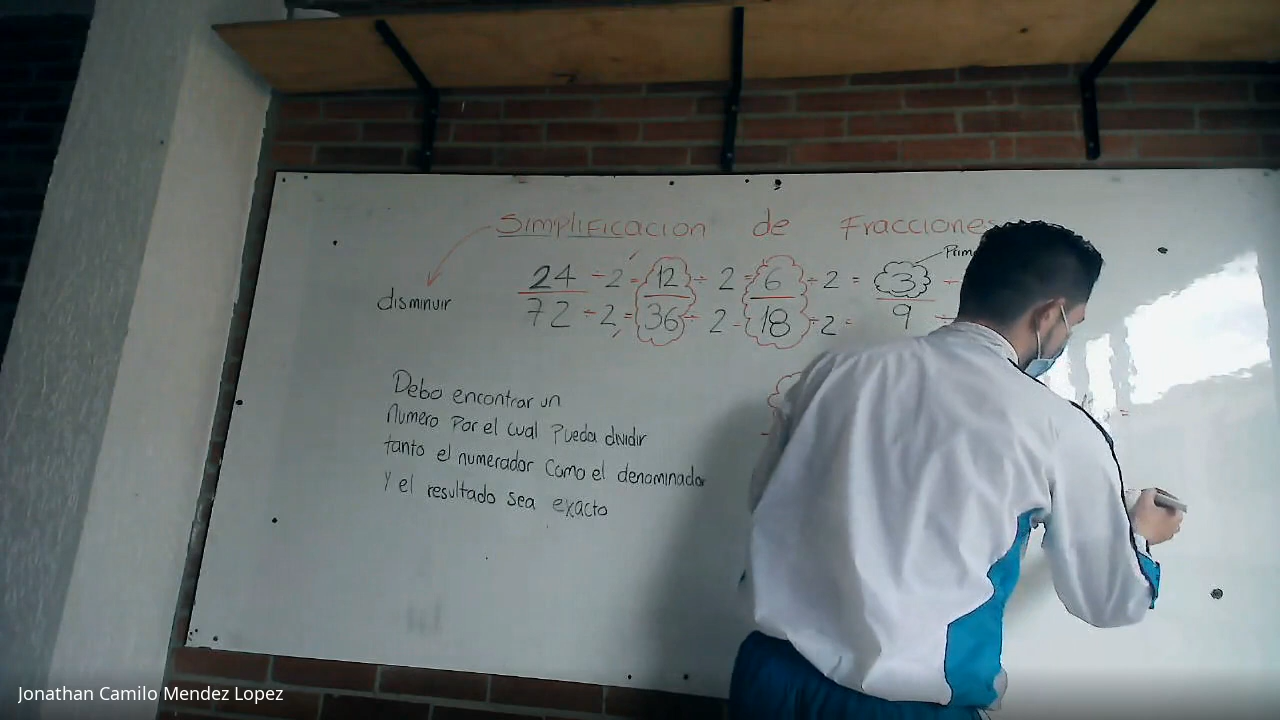 Simplificacion de Fracciones
24 ÷ 2 = 12 ÷ 2 = 6 ÷ 2 = 3
72 ÷ 2 = 36 ÷ 2 = 18 ÷ 2 = 9
disminuir
Debo encontrar un
Numero Por el cual Pueda dividir
tanto el numerador Como el denominador
Y el resultado sea exacto
Jonathan Camilo Mendez Lopez